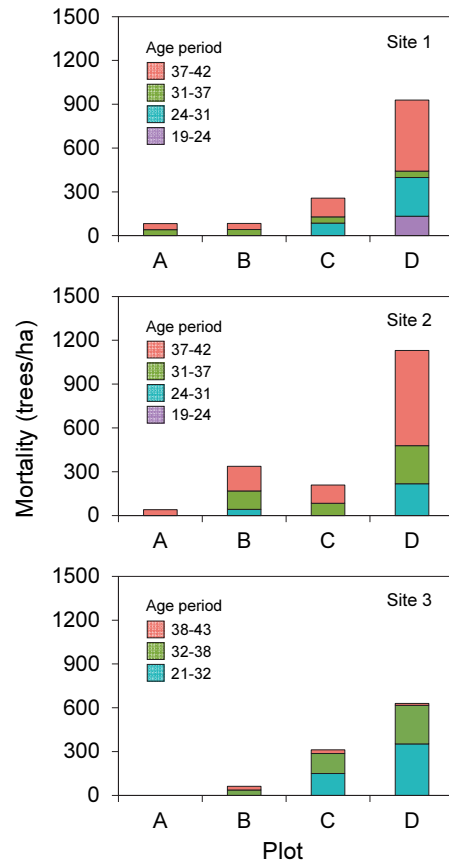 1500
1200
900
600
300
0
Site 1
Age period
37-42
31-37
24-31
19-24
A B C D
1500
1200
900
600
300
0
Site 2
Age period
37-42
31-37
24-31
19-24
A B C D
Mortality (trees/ha)
1500
1200
900
600
300
0
Site 3
Age period
38-43
32-38
21-32
A B C D
Plot